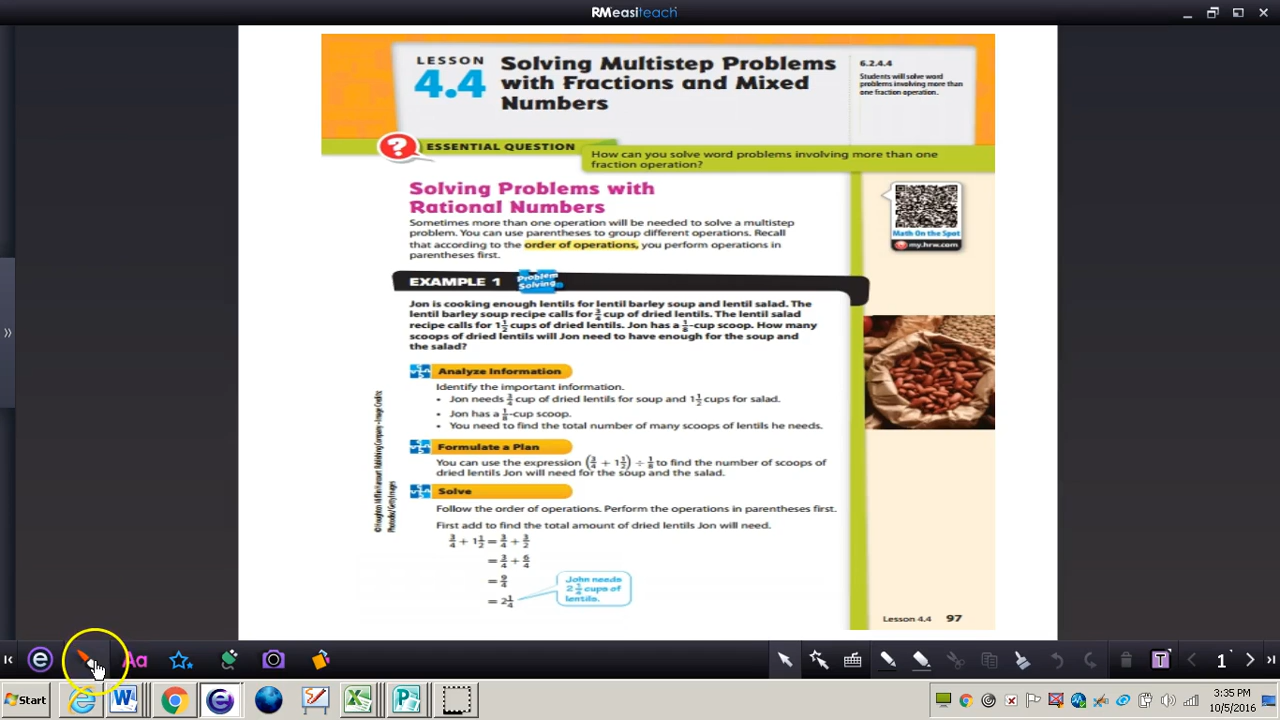 RMeasiteach
LESSON
4.4
Solving Multistep Problems
with Fractions and Mixed
Numbers
6.2.4.4
Students will solve word
problems involving more than
one fraction operation.
?
ESSENTIAL QUESTION
How can you solve word problems involving more than one
fraction operation?
Solving Problems with
Rational Numbers
Sometimes more than one operation will be needed to solve a multistep
problem. You can use parentheses to group different operations. Recall
that according to the order of operations, you perform operations in
parentheses first.
Math On the Spot
my.hrw.com
EXAMPLE 1
Problem
Solving
Jon is cooking enough lentils for lentil barley soup and lentil salad. The
lentil barley soup recipe calls for 3/4 cup of dried lentils. The lentil salad
recipe calls for 1 1/2 cups of dried lentils. Jon has a 1/8-cup scoop. How many
scoops of dried lentils will Jon need to have enough for the soup and
the salad?
Analyze Information
Identify the important information.
• Jon needs 3/4 cup of dried lentils for soup and 1 1/2 cups for salad.
• Jon has a 1/8-cup scoop.
• You need to find the total number of many scoops of lentils he needs.
Formulate a Plan
You can use the expression (3/4 + 1 1/2) ÷ 1/8 to find the number of scoops of
dried lentils Jon will need for the soup and the salad.
Solve
Follow the order of operations. Perform the operations in parentheses first.
First add to find the total amount of dried lentils Jon will need.
3/4 + 1 1/2 = 3/4 + 3/2
= 3/4 + 6/4
= 9/4
= 2 1/4
John needs
2 1/4 cups of
lentils.
© Houghton Mifflin Harcourt Publishing Company • Image Credits:
Photodisc/Getty Images
Lesson 4.4 97
Aa
1
T
Start
3:55 PM
10/5/2016